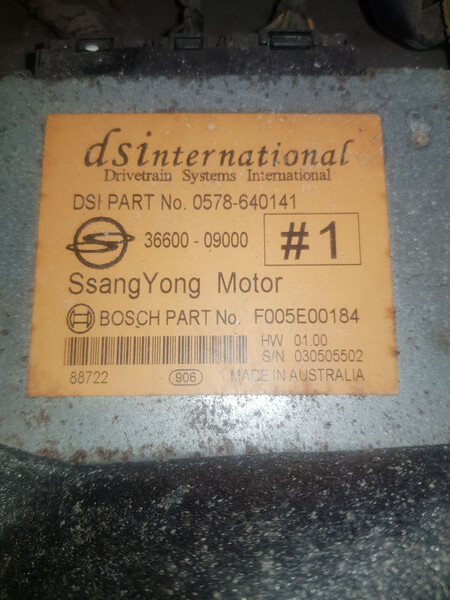 dsinternational
Drivetrain Systems International
DSI PART No. 0578-640141
36600 - 09000
#1
SsangYong Motor
BOSCH PART No. F005E00184
HW 01.00
S/N 030505502
88722
906
MADE IN AUSTRALIA